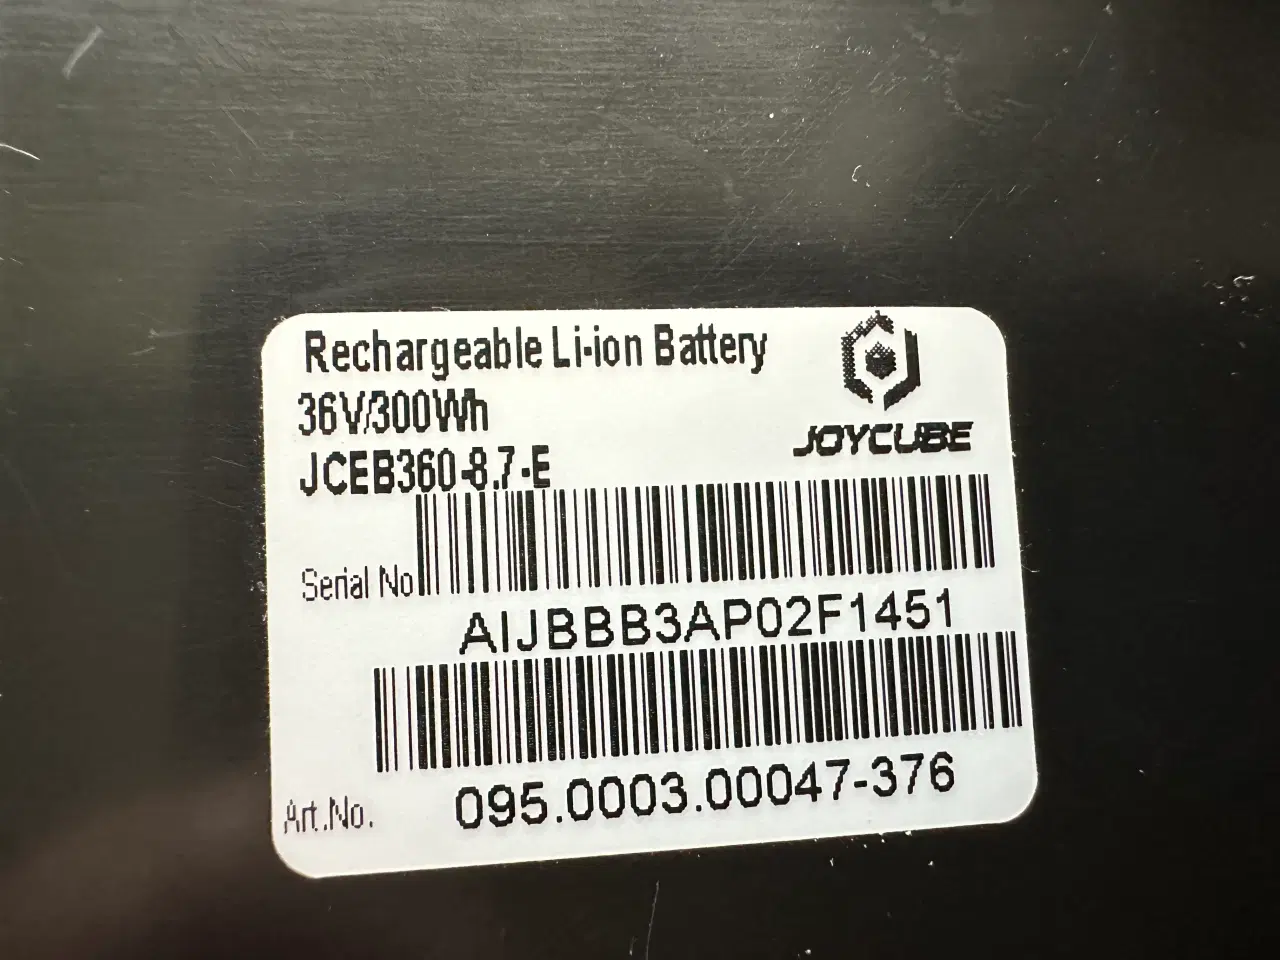 Rechargeable Li-ion Battery
36V/300Wh
JOYCUBE
JCEB360-8.7-E
Serial No
AIJBBB3AP02F1451
Art.No. 095.0003.00047-376